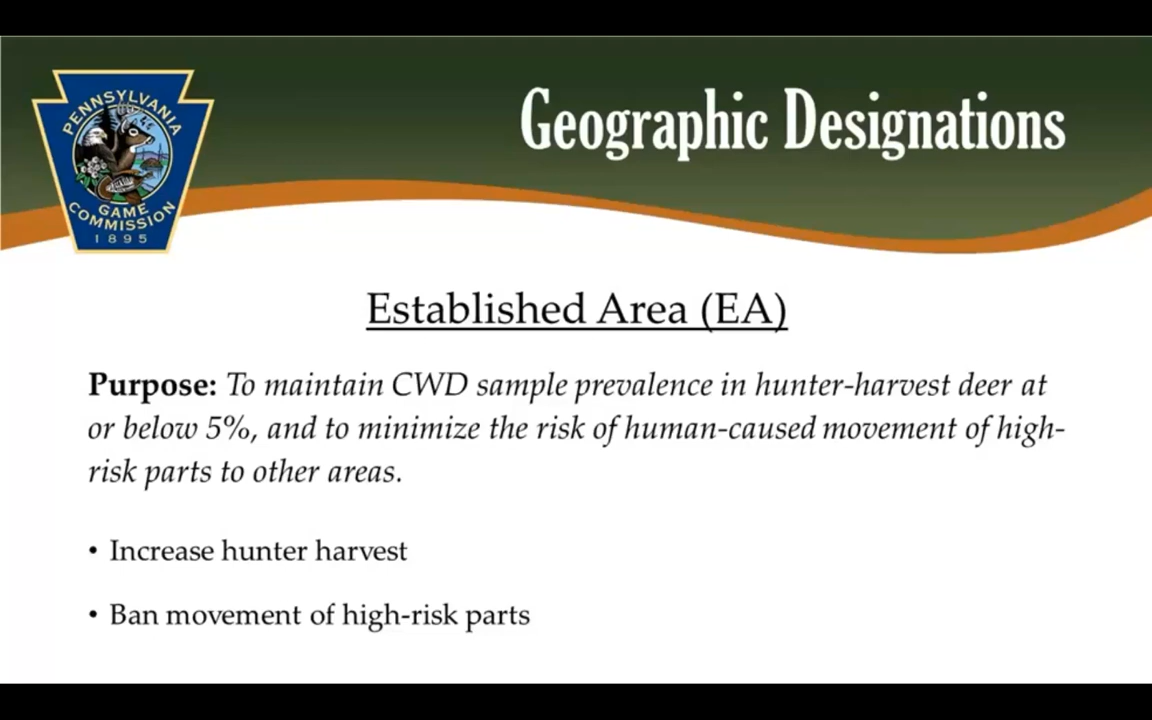 PENNSYLVANIA
GAME
COMMISSION
1895
Geographic Designations
Established Area (EA)
Purpose: To maintain CWD sample prevalence in hunter-harvest deer at
or below 5%, and to minimize the risk of human-caused movement of high-
risk parts to other areas.
• Increase hunter harvest
• Ban movement of high-risk parts